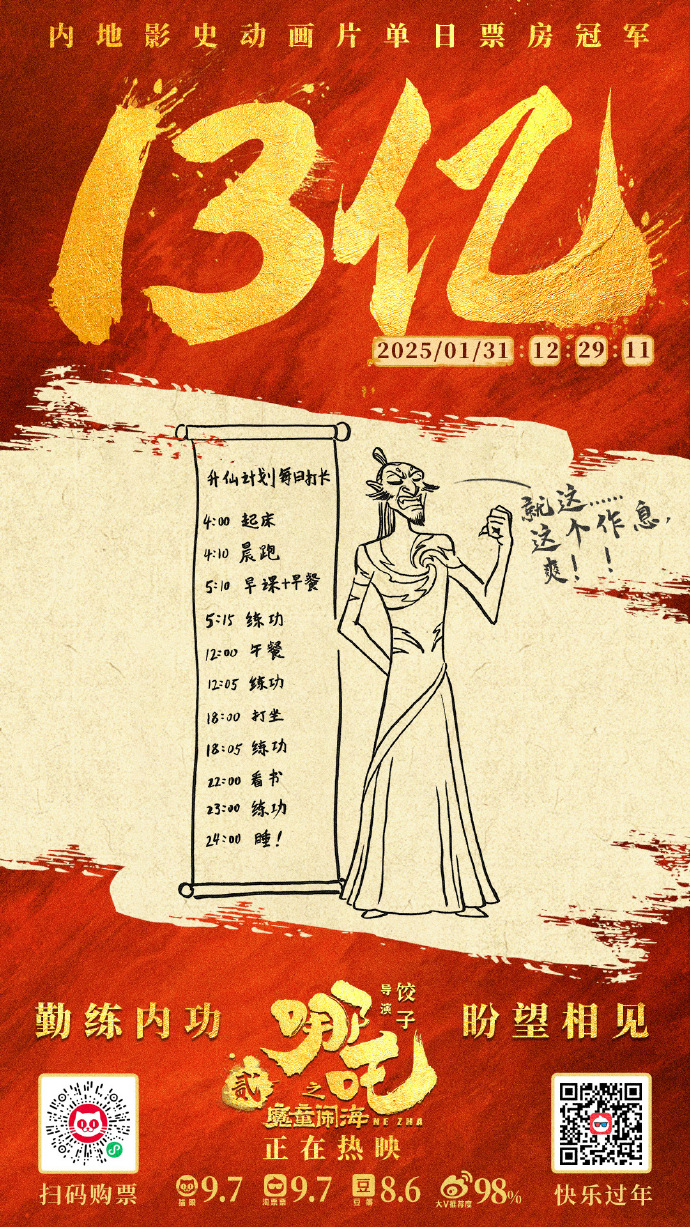 内地影史动画片单日票房冠军
13亿
2025/01/31:12:29:11
升仙计划每日打长
4:00 起床
4:10 晨跑
5:10 早课+早餐
5:15 练功
12:00 午餐
12:05 练功
18:00 打坐
18:05 练功
22:00 看书
23:00 练功
24:00 睡!
就这……
这个作息,
爽!!
勤练内功
导演 饺子
哪吒
贰
之
魔童闹海 NE ZHA
盼望相见
正在热映
扫码购票
猫眼 9.7
淘票票 9.7
豆 豆瓣 8.6
大V推荐度 98%
快乐过年